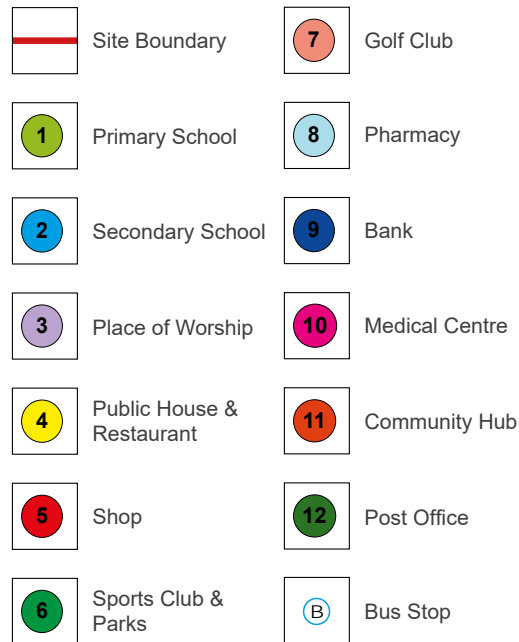 Site Boundary
1 Primary School
2 Secondary School
3 Place of Worship
4 Public House &
Restaurant
5 Shop
6 Sports Club &
Parks
7 Golf Club
8 Pharmacy
9 Bank
10 Medical Centre
11 Community Hub
12 Post Office
B Bus Stop